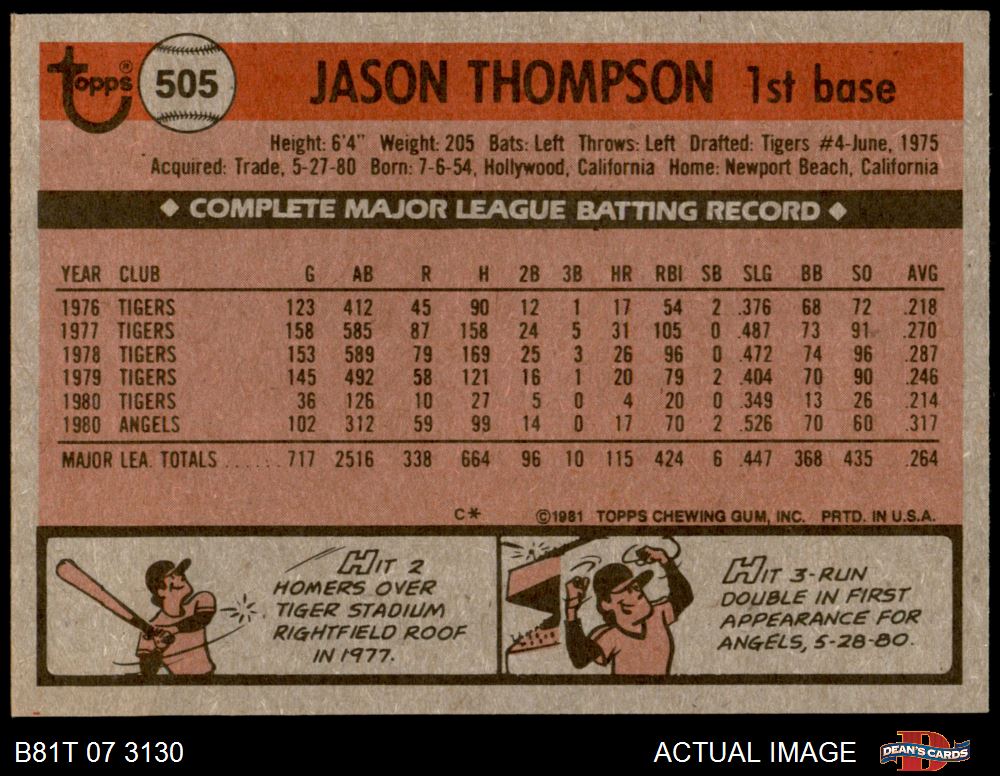 topps®
505
JASON THOMPSON 1st base
Height: 6'4" Weight: 205 Bats: Left Throws: Left Drafted: Tigers #4-June, 1975
Acquired: Trade, 5-27-80 Born: 7-6-54, Hollywood, California Home: Newport Beach, California
◆ COMPLETE MAJOR LEAGUE BATTING RECORD ◆
YEAR CLUB G AB R H 2B 3B HR RBI SB SLG BB SO AVG
1976 TIGERS 123 412 45 90 12 1 17 54 2 .376 68 72 .218
1977 TIGERS 158 585 87 158 24 5 31 105 0 .487 73 91 .270
1978 TIGERS 153 589 79 169 25 3 26 96 0 .472 74 96 .287
1979 TIGERS 145 492 58 121 16 1 20 79 2 .404 70 90 .246
1980 TIGERS 36 126 10 27 5 0 4 20 0 .349 13 26 .214
1980 ANGELS 102 312 59 99 14 0 17 70 2 .526 70 60 .317
MAJOR LEA. TOTALS ...... 717 2516 338 664 96 10 115 424 6 .447 368 435 .264
C* ©1981 TOPPS CHEWING GUM, INC. PRTD. IN U.S.A.
HIT 2
HOMERS OVER
TIGER STADIUM
RIGHTFIELD ROOF
IN 1977.
HIT 3-RUN
DOUBLE IN FIRST
APPEARANCE FOR
ANGELS, 5-28-80.
B81T 07 3130
ACTUAL IMAGE
D
DEAN'S CARDS